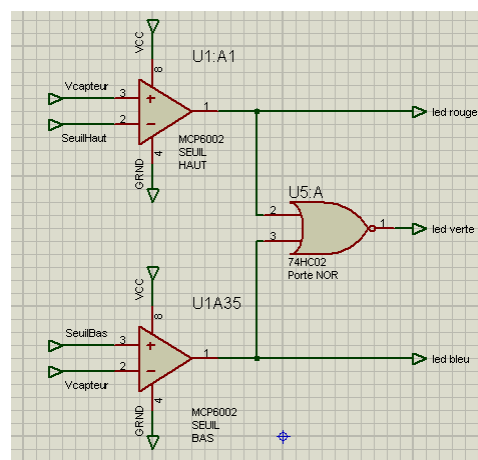 VCC
U1:A1
8
Vcapteur
3
+
1
led rouge
SeuilHaut
2
−
4
MCP6002
SEUIL
HAUT
GRND
U5:A
2
3
1
led verte
74HC02
Porte NOR
VCC
U1A35
8
SeuilBas
3
+
1
led bleu
Vcapteur
2
−
4
MCP6002
SEUIL
BAS
GRND